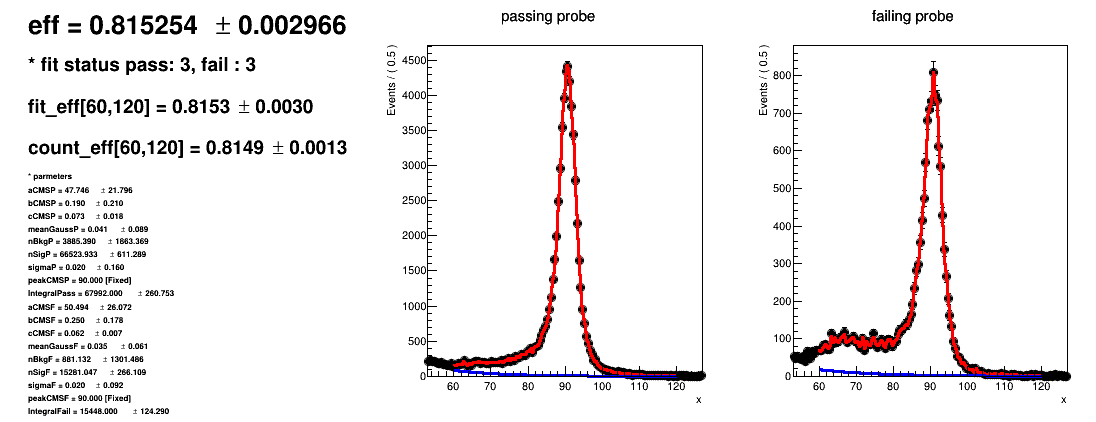 eff = 0.815254 ± 0.002966
* fit status pass: 3, fail : 3
fit_eff[60,120] = 0.8153 ± 0.0030
count_eff[60,120] = 0.8149 ± 0.0013
* parmeters
aCMSP = 47.746 ± 21.796
bCMSP = 0.190 ± 0.210
cCMSP = 0.073 ± 0.018
meanGaussP = 0.041 ± 0.089
nBkgP = 3885.390 ± 1863.369
nSigP = 66523.933 ± 611.289
sigmaP = 0.020 ± 0.160
peakCMSP = 90.000 [Fixed]
IntegralPass = 67992.000 ± 260.753
aCMSF = 50.494 ± 26.072
bCMSF = 0.250 ± 0.178
cCMSF = 0.062 ± 0.007
meanGaussF = 0.035 ± 0.061
nBkgF = 881.132 ± 1301.486
nSigF = 15281.047 ± 266.109
sigmaF = 0.020 ± 0.092
peakCMSF = 90.000 [Fixed]
IntegralFail = 15448.000 ± 124.290
passing probe
Events / ( 0.5 )
4500
4000
3500
3000
2500
2000
1500
1000
500
0
60 70 80 90 100 110 120
x
failing probe
Events / ( 0.5 )
800
700
600
500
400
300
200
100
0
60 70 80 90 100 110 120
x